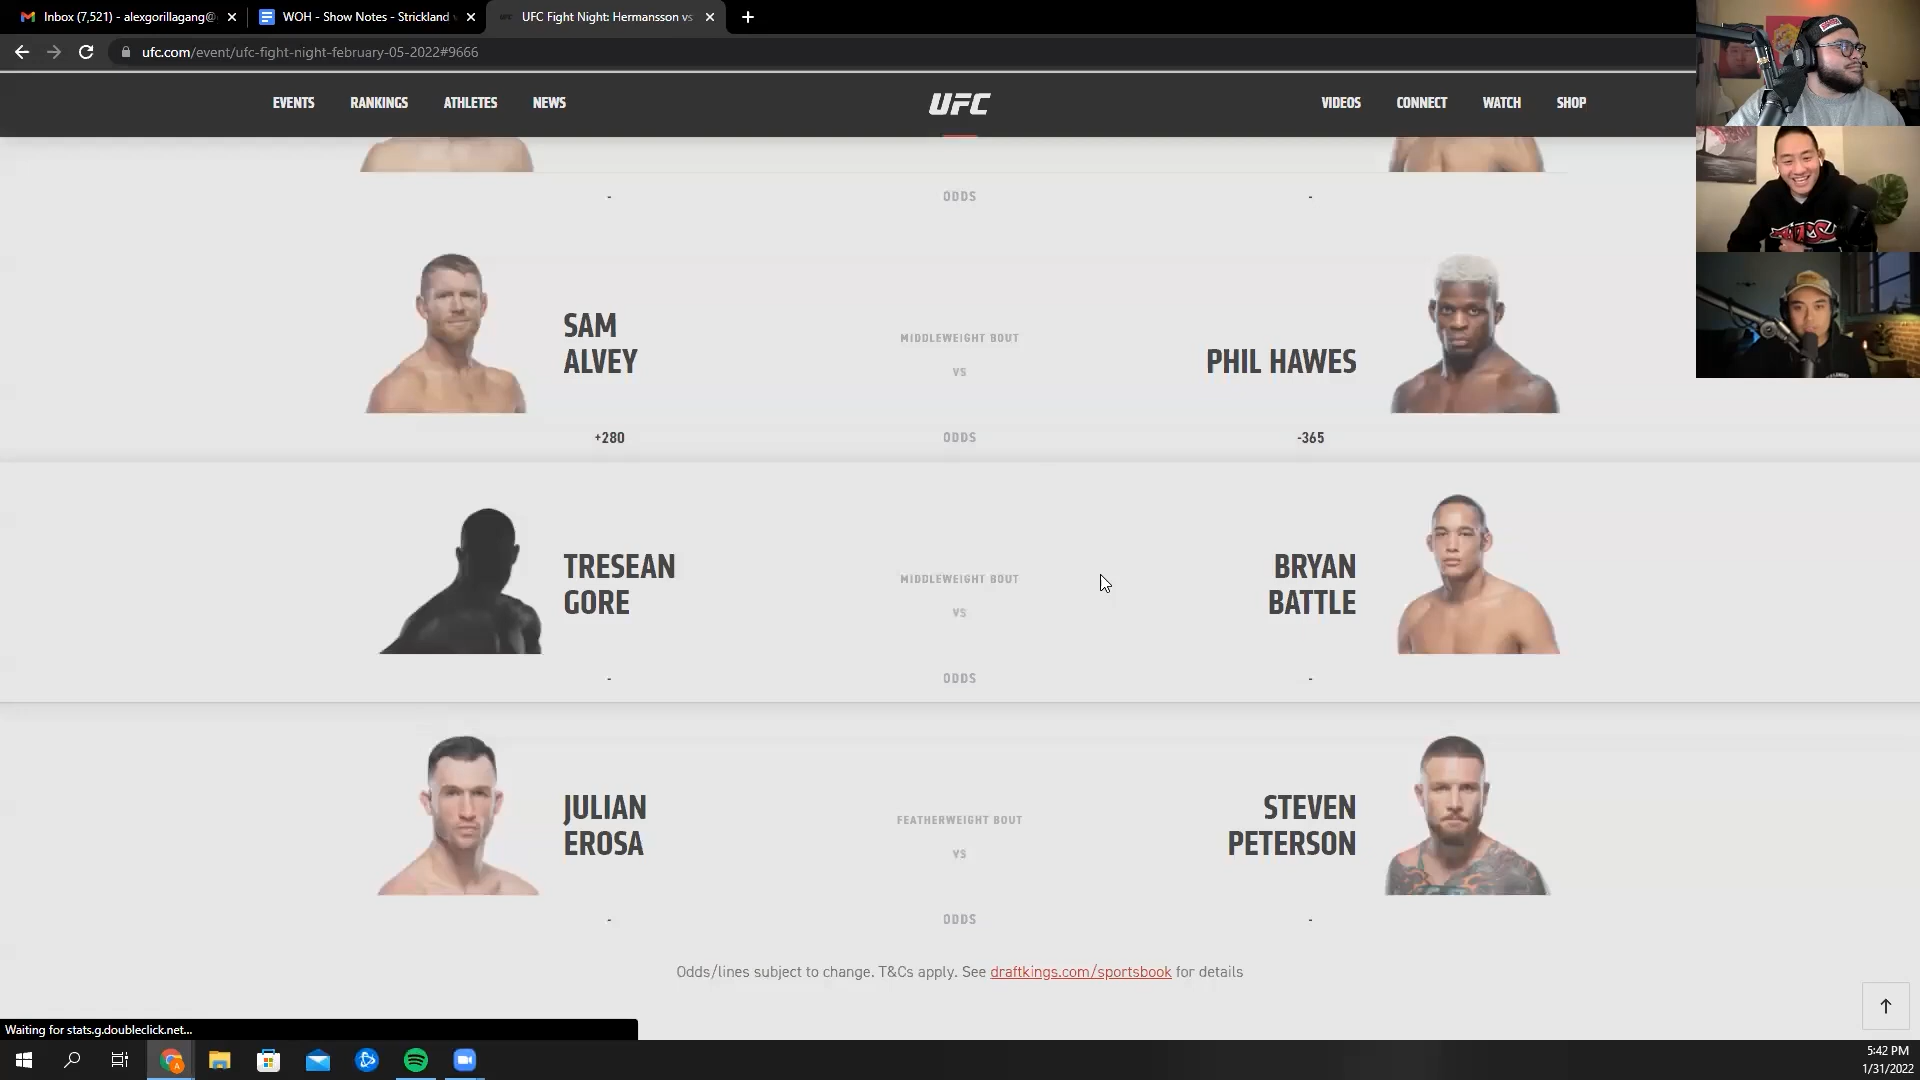 Inbox (7,521) - alexgorillagang@
WOH - Show Notes - Strickland
UFC Fight Night: Hermansson vs
ufc.com/event/ufc-fight-night-february-05-2022#9666
EVENTS RANKINGS ATHLETES NEWS
UFC
VIDEOS CONNECT WATCH SHOP
- ODDS -
SAM
ALVEY
MIDDLEWEIGHT BOUT
VS
PHIL HAWES
+280 ODDS -365
TRESEAN
GORE
MIDDLEWEIGHT BOUT
VS
BRYAN
BATTLE
- ODDS -
JULIAN
EROSA
FEATHERWEIGHT BOUT
VS
STEVEN
PETERSON
- ODDS -
Odds/lines subject to change. T&Cs apply. See draftkings.com/sportsbook for details
Waiting for stats.g.doubleclick.net...
5:42 PM
1/31/2022